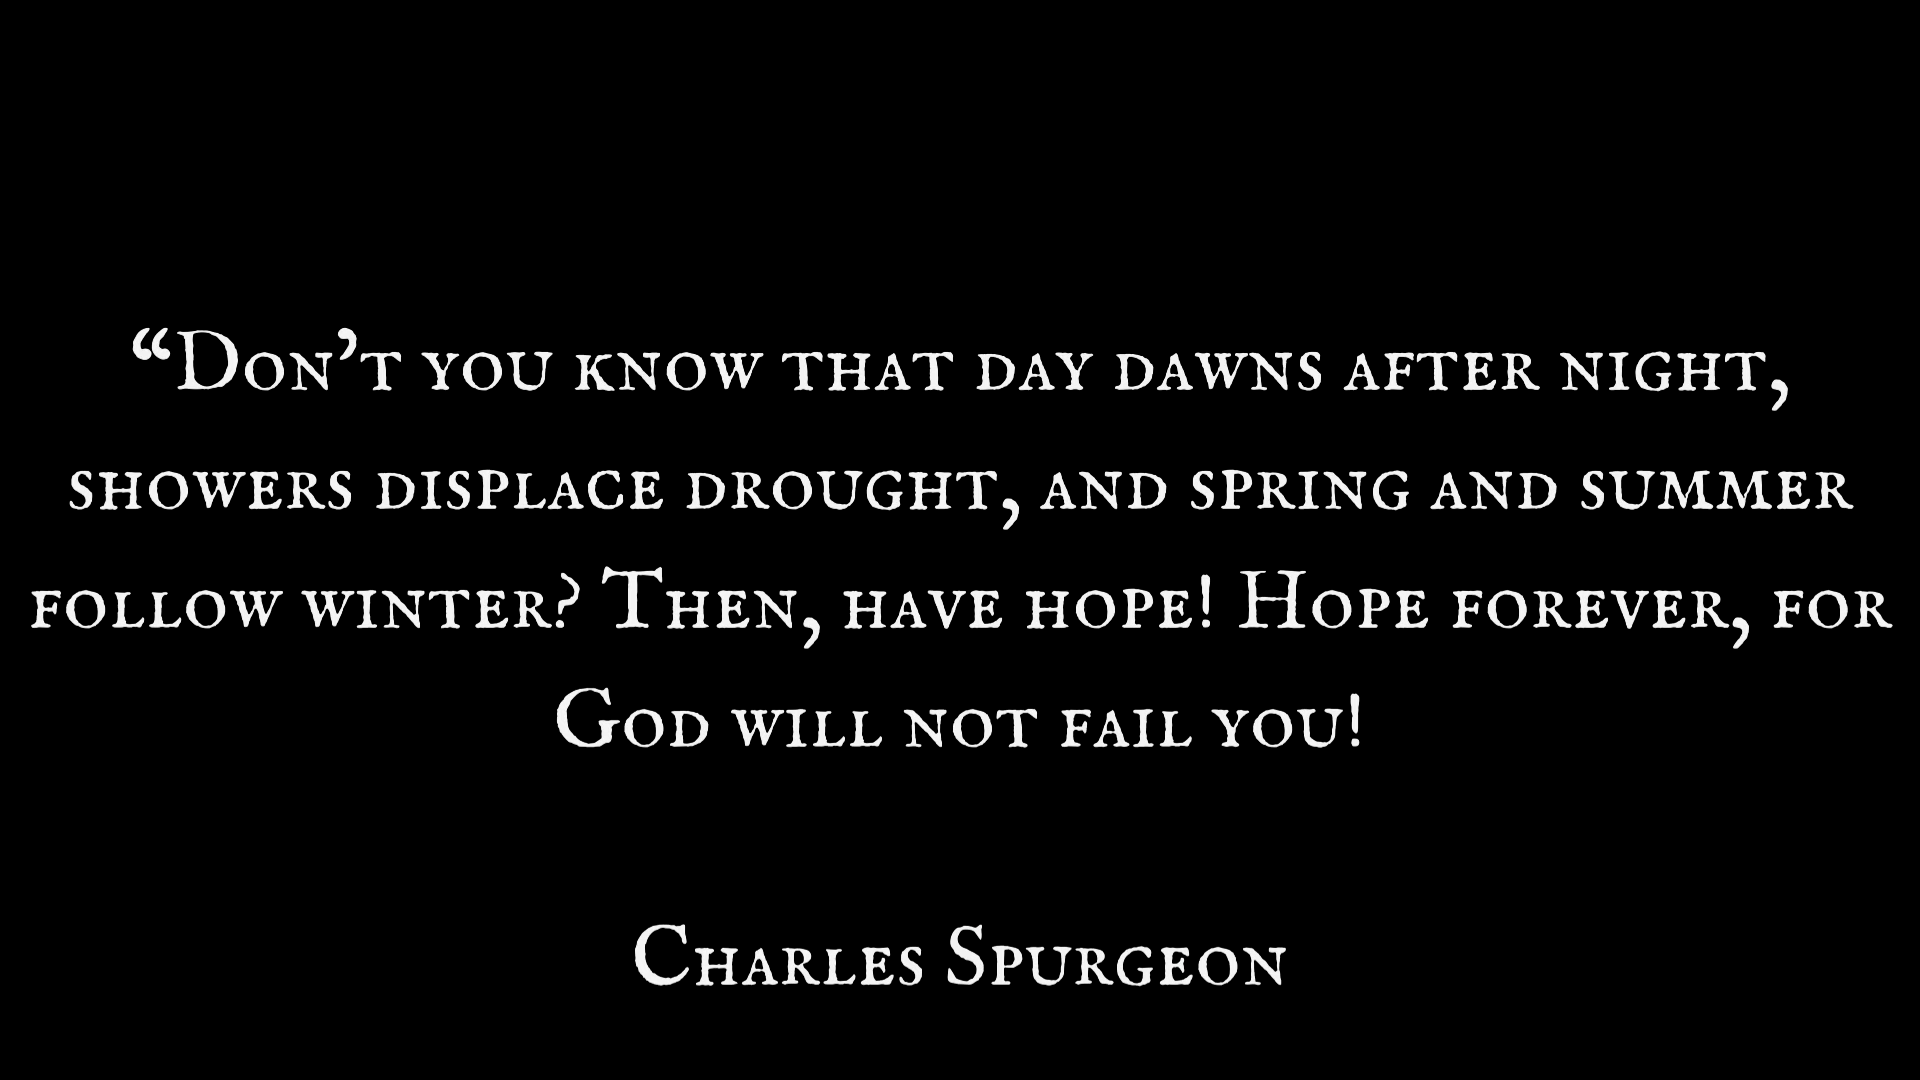 “Don’t you know that day dawns after night,
showers displace drought, and spring and summer
follow winter? Then, have hope! Hope forever, for
God will not fail you!
Charles Spurgeon